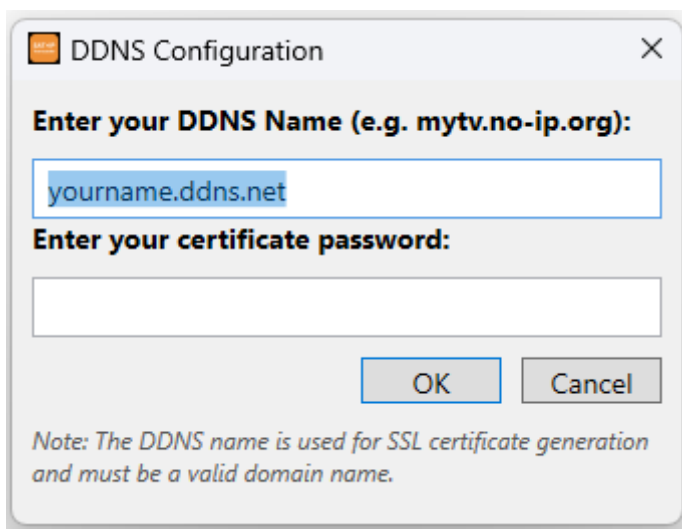 DDNS Configuration
Enter your DDNS Name (e.g. mytv.no-ip.org):
yourname.ddns.net
Enter your certificate password:
OK Cancel
Note: The DDNS name is used for SSL certificate generation
and must be a valid domain name.